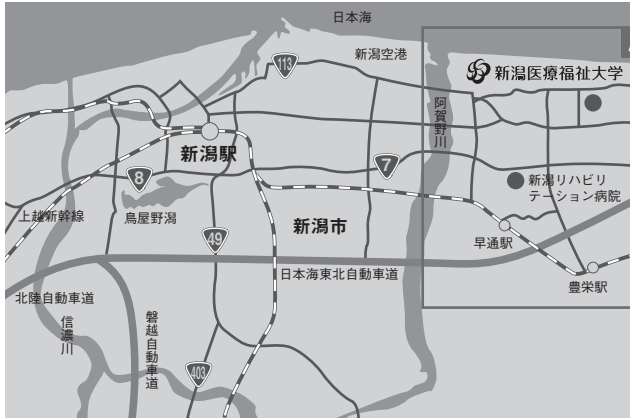 日本海
新潟空港
113
新潟医療福祉大学
阿賀野川
新潟駅
7
8
新潟リハビリ
テーション病院
上越新幹線
鳥屋野潟
49
新潟市
早通駅
日本海東北自動車道
豊栄駅
北陸自動車道
信濃川
磐越自動車道
403